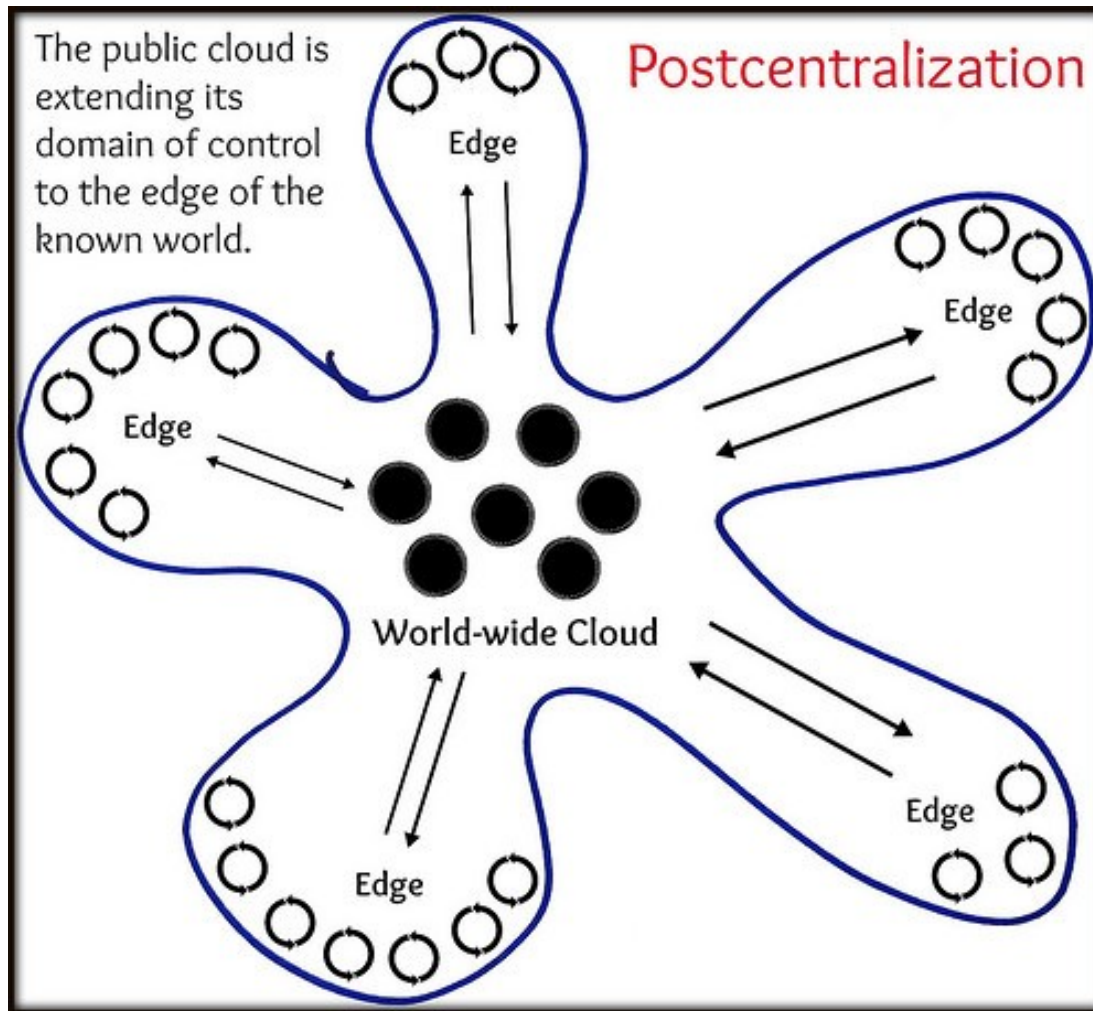 The public cloud is
extending its
domain of control
to the edge of the
known world.
Postcentralization
Edge
Edge
Edge
World-wide Cloud
Edge
Edge